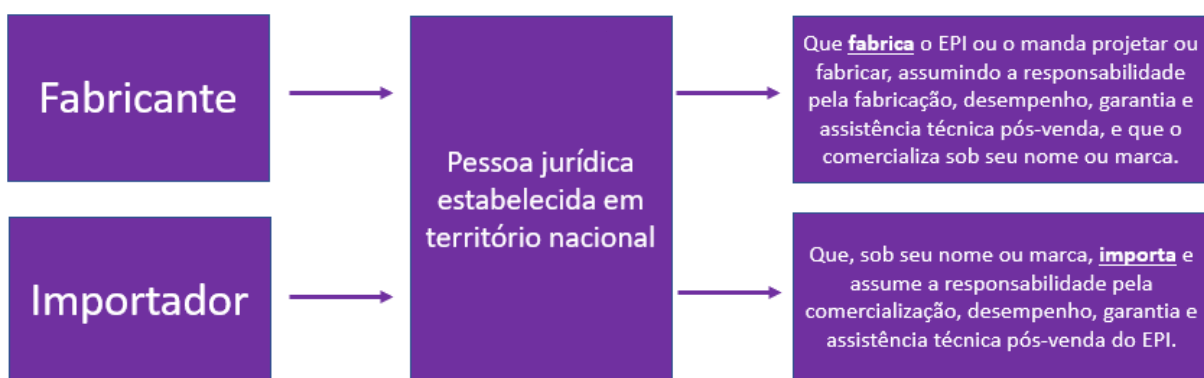 Fabricante
Importador
Pessoa jurídica
estabelecida em
território nacional
Que fabrica o EPI ou o manda projetar ou
fabricar, assumindo a responsabilidade
pela fabricação, desempenho, garantia e
assistência técnica pós-venda, e que o
comercializa sob seu nome ou marca.
Que, sob seu nome ou marca, importa e
assume a responsabilidade pela
comercialização, desempenho, garantia e
assistência técnica pós-venda do EPI.